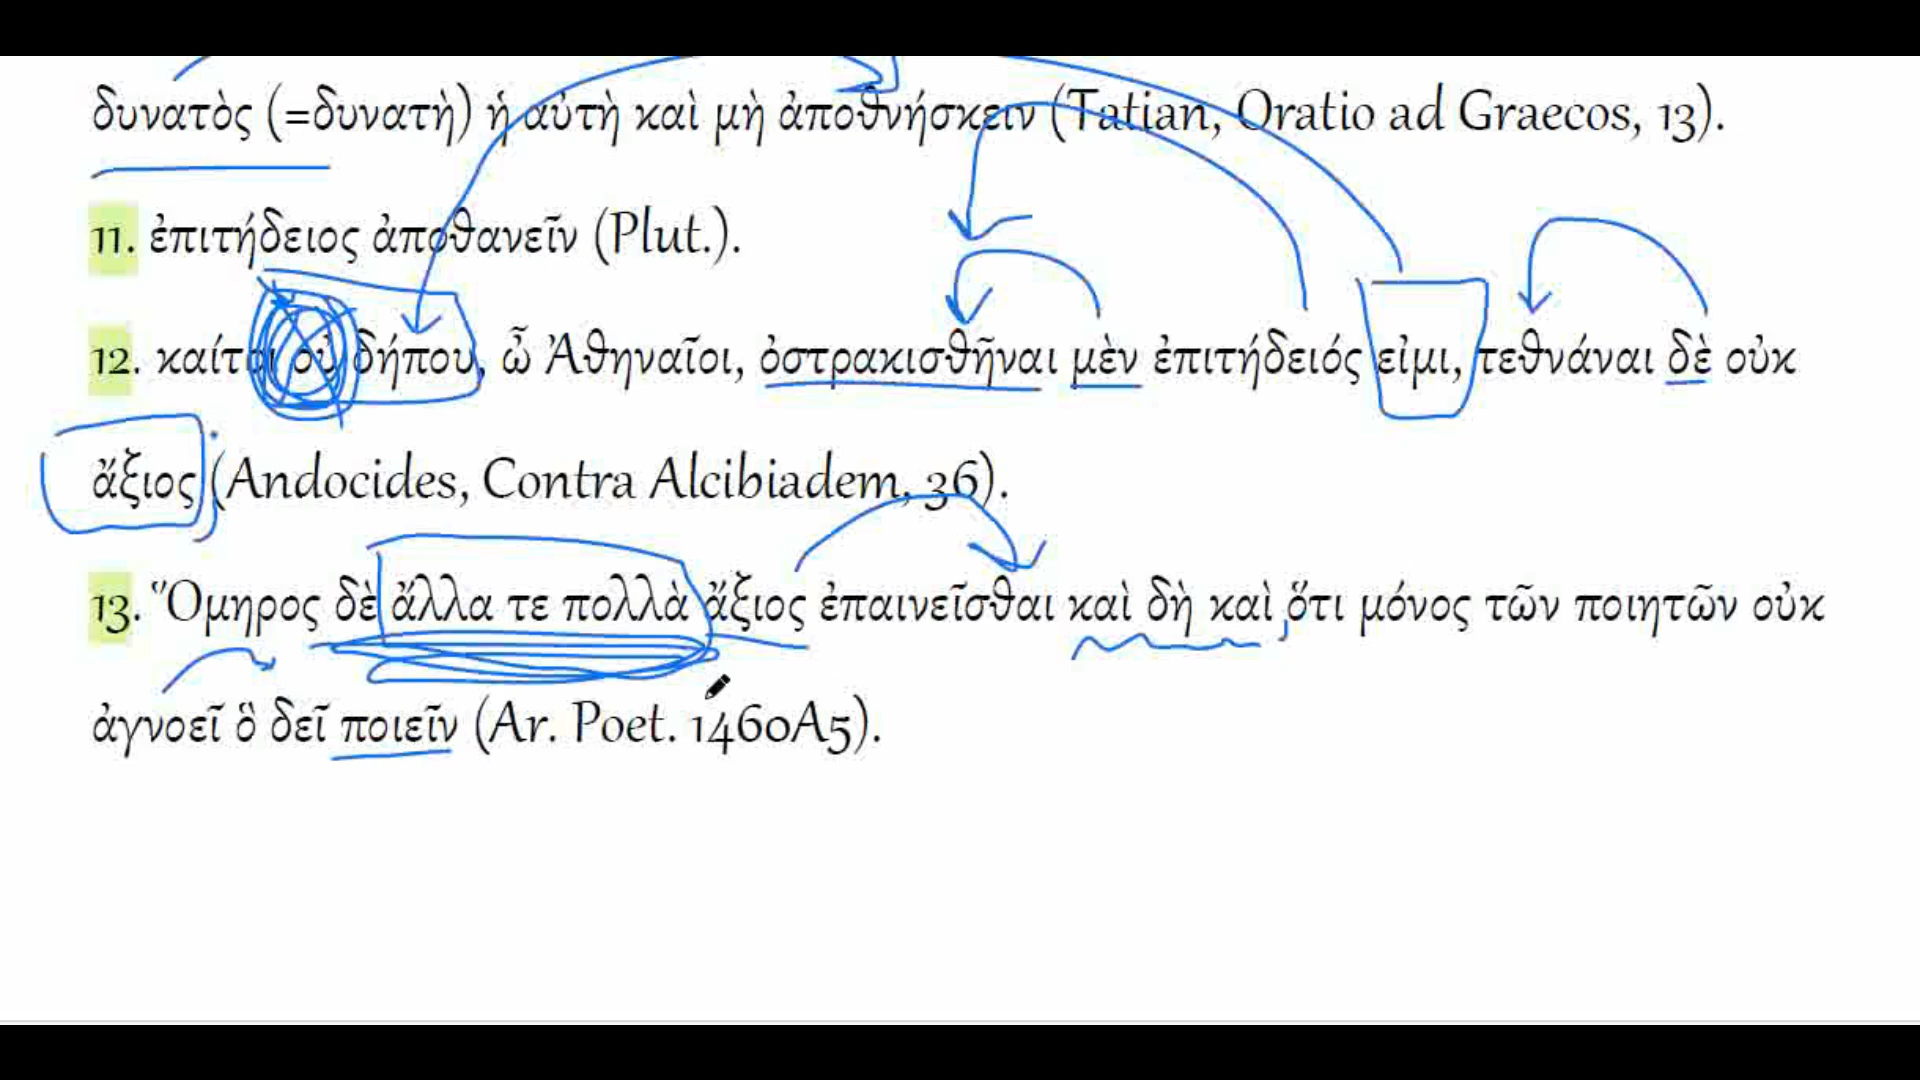 δυνατὸς (=δυνατὴ) ἡ αὐτὴ καὶ μὴ ἀποθνήσκειν (Tatian, Oratio ad Graecos, 13).
11. ἐπιτήδειος ἀποθανεῖν (Plut.).
12. καίτοι οὐ δήπου, ὦ Ἀθηναῖοι, ὀστρακισθῆναι μὲν ἐπιτήδειός εἰμι, τεθνάναι δὲ οὐκ
ἄξιος (Andocides, Contra Alcibiadem, 36).
13. Ὅμηρος δὲ ἄλλα τε πολλὰ ἄξιος ἐπαινεῖσθαι καὶ δὴ καὶ ὅτι μόνος τῶν ποιητῶν οὐκ
ἀγνοεῖ ὃ δεῖ ποιεῖν (Ar. Poet. 1460A5).